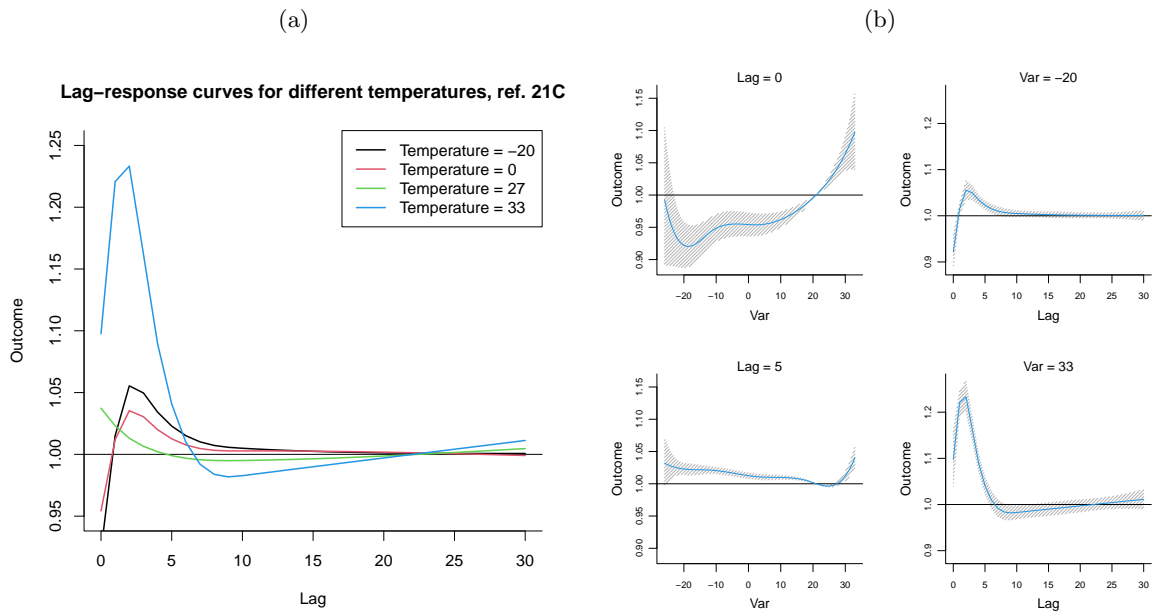 (a)
Lag−response curves for different temperatures, ref. 21C
Temperature = −20
Temperature = 0
Temperature = 27
Temperature = 33
Outcome
0.95 1.00 1.05 1.10 1.15 1.20 1.25
0 5 10 15 20 25 30
Lag
(b)
Lag = 0
Outcome
0.90 0.95 1.00 1.05 1.10 1.15
−20 −10 0 10 20 30
Var
Var = −20
Outcome
0.9 1.0 1.1 1.2
0 5 10 15 20 25 30
Lag
Lag = 5
Outcome
0.90 0.95 1.00 1.05 1.10 1.15
−20 −10 0 10 20 30
Var
Var = 33
Outcome
0.9 1.0 1.1 1.2
0 5 10 15 20 25 30
Lag